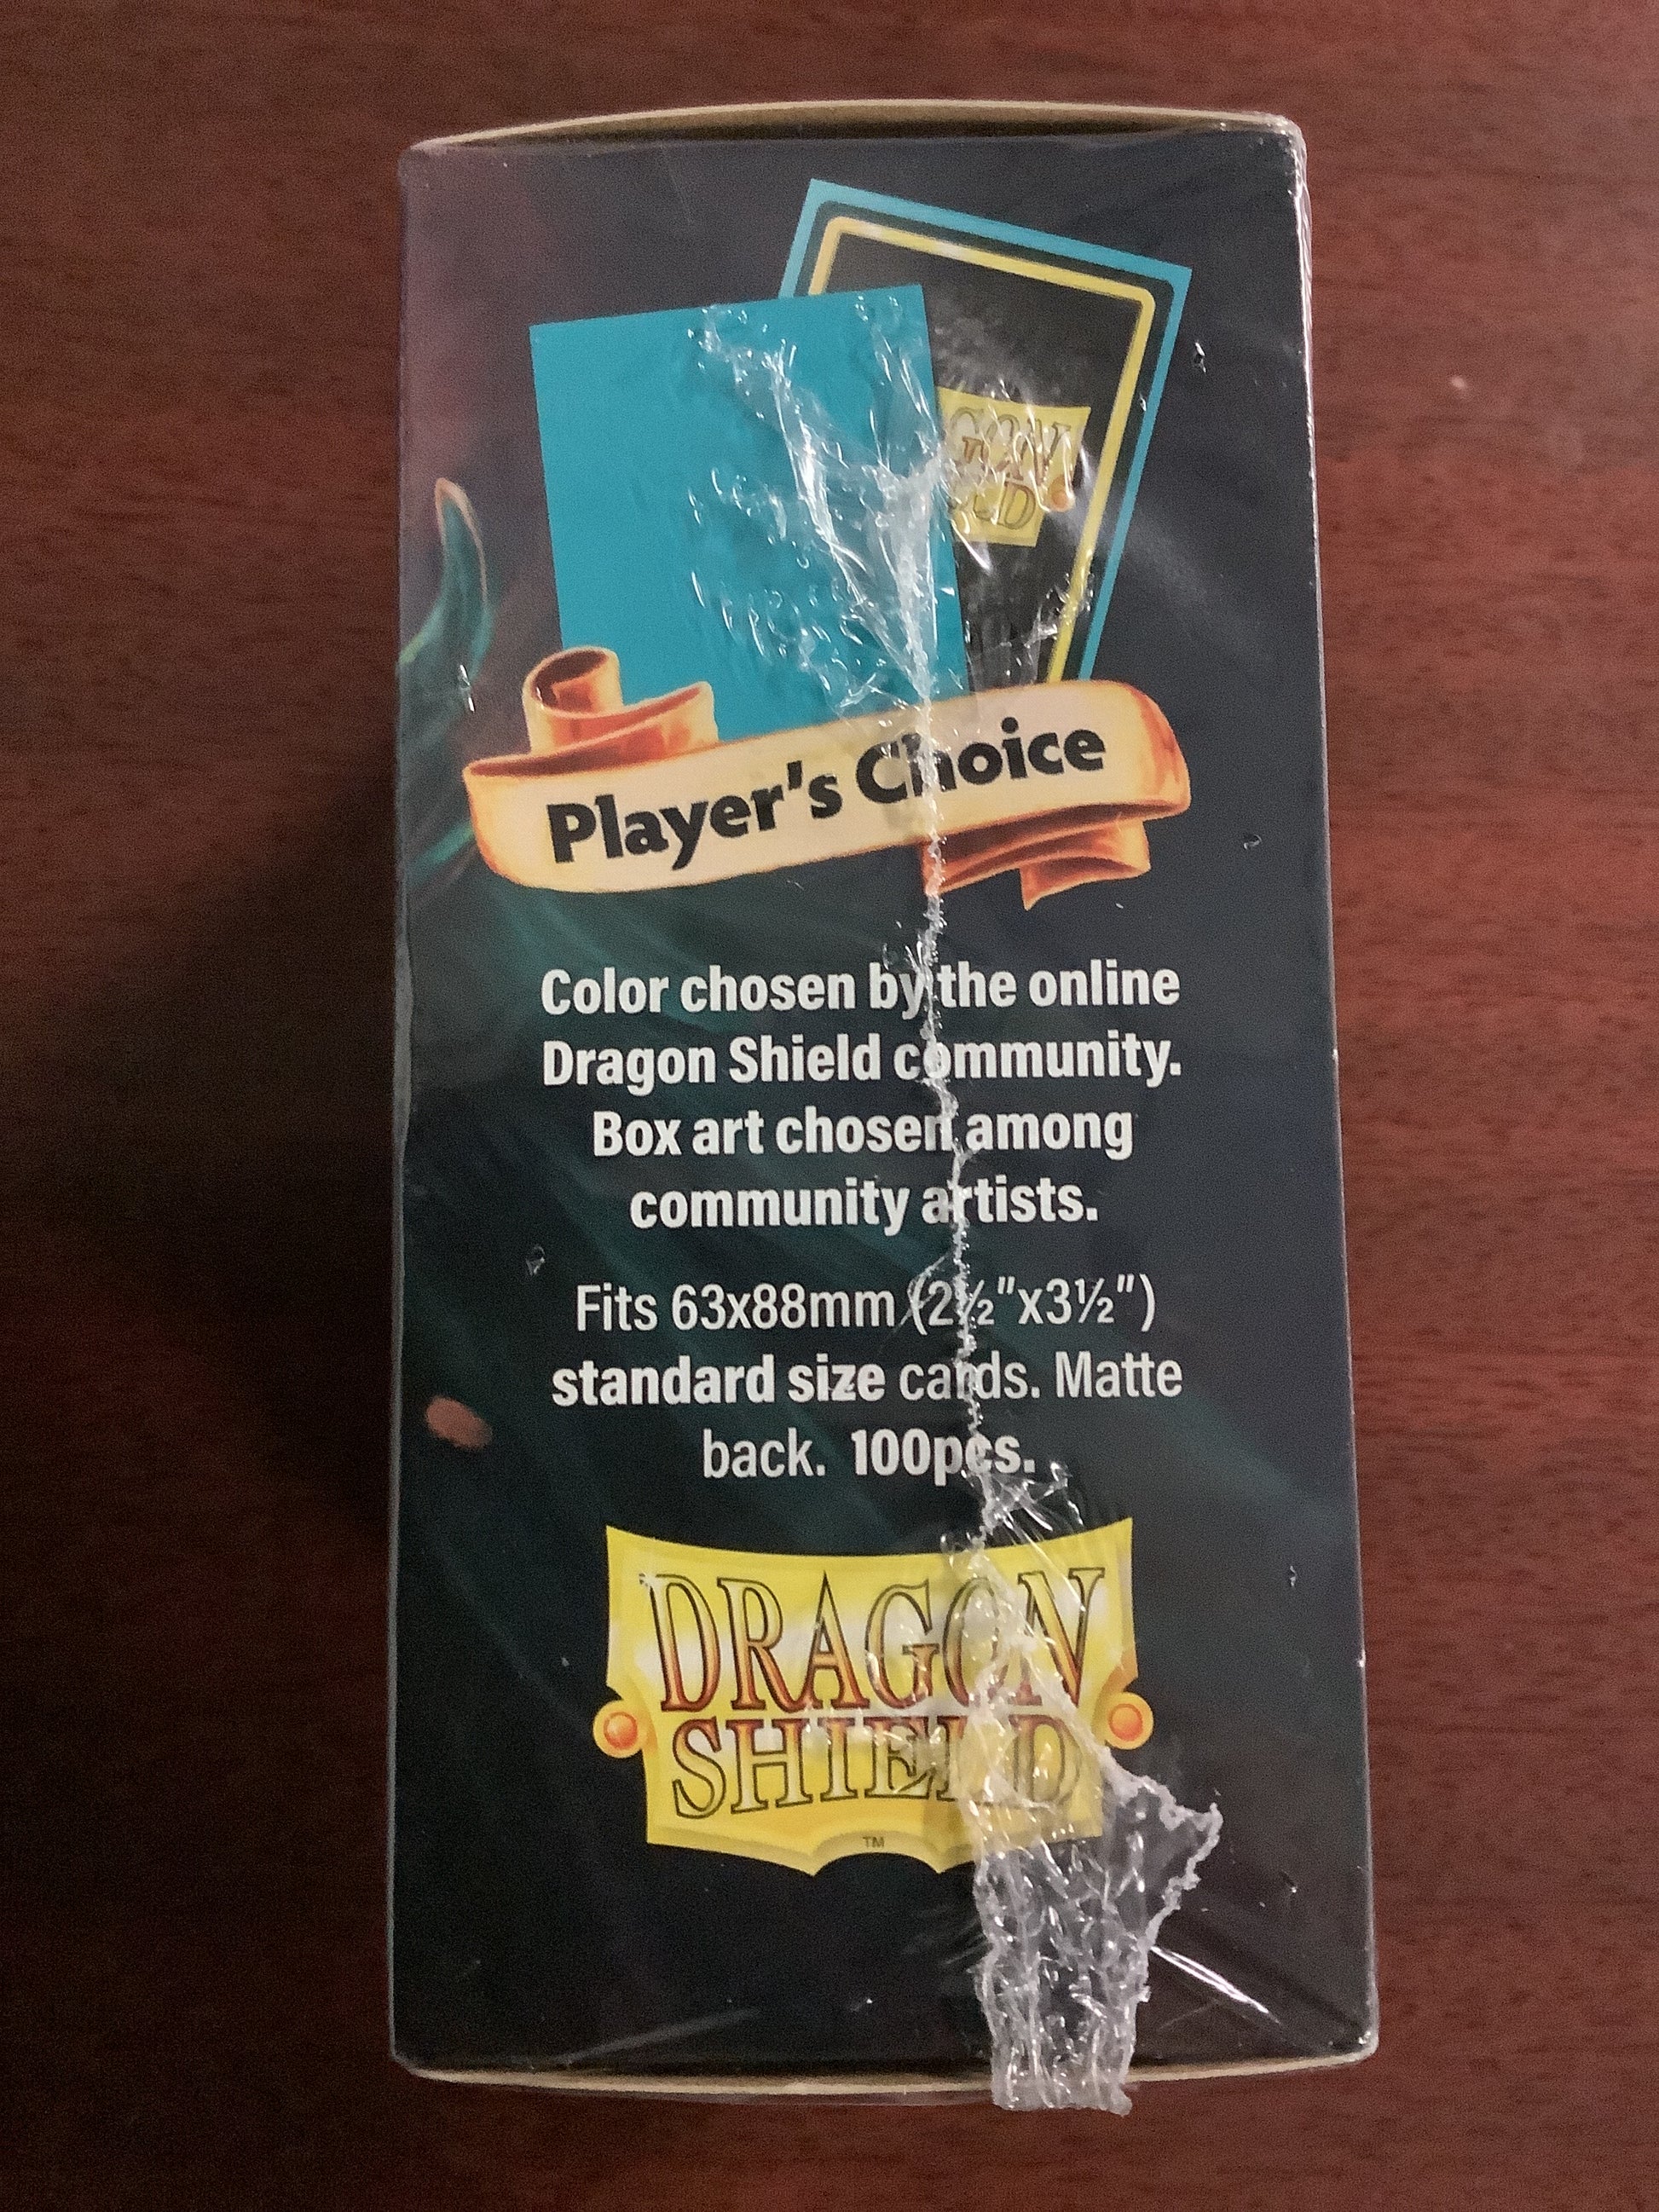 GON
Player's Choice
Color chosen by the online
Dragon Shield community.
Box art chosen among
community artists.
Fits 63x88mm (2½"x3½")
standard size cards. Matte
back. 100pcs.
DRAGON
SHIELD
™